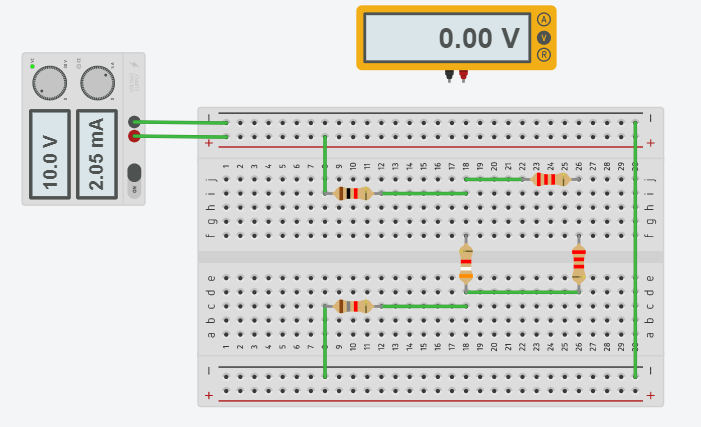 0.00 V
A
V
R
10.0 V
2.05 mA
ON
− −
+ +
1 2 3 4 5 6 7 8 9 10 11 12 13 14 15 16 17 18 19 20 21 22 23 24 25 26 27 28 29
j j
i i
h h
g g
f f
e e
d d
c c
b b
a a
1 2 3 4 5 6 7 8 9 10 11 12 13 14 15 16 17 18 19 20 21 22 23 24 25 26 27 28 29
− −
+ +